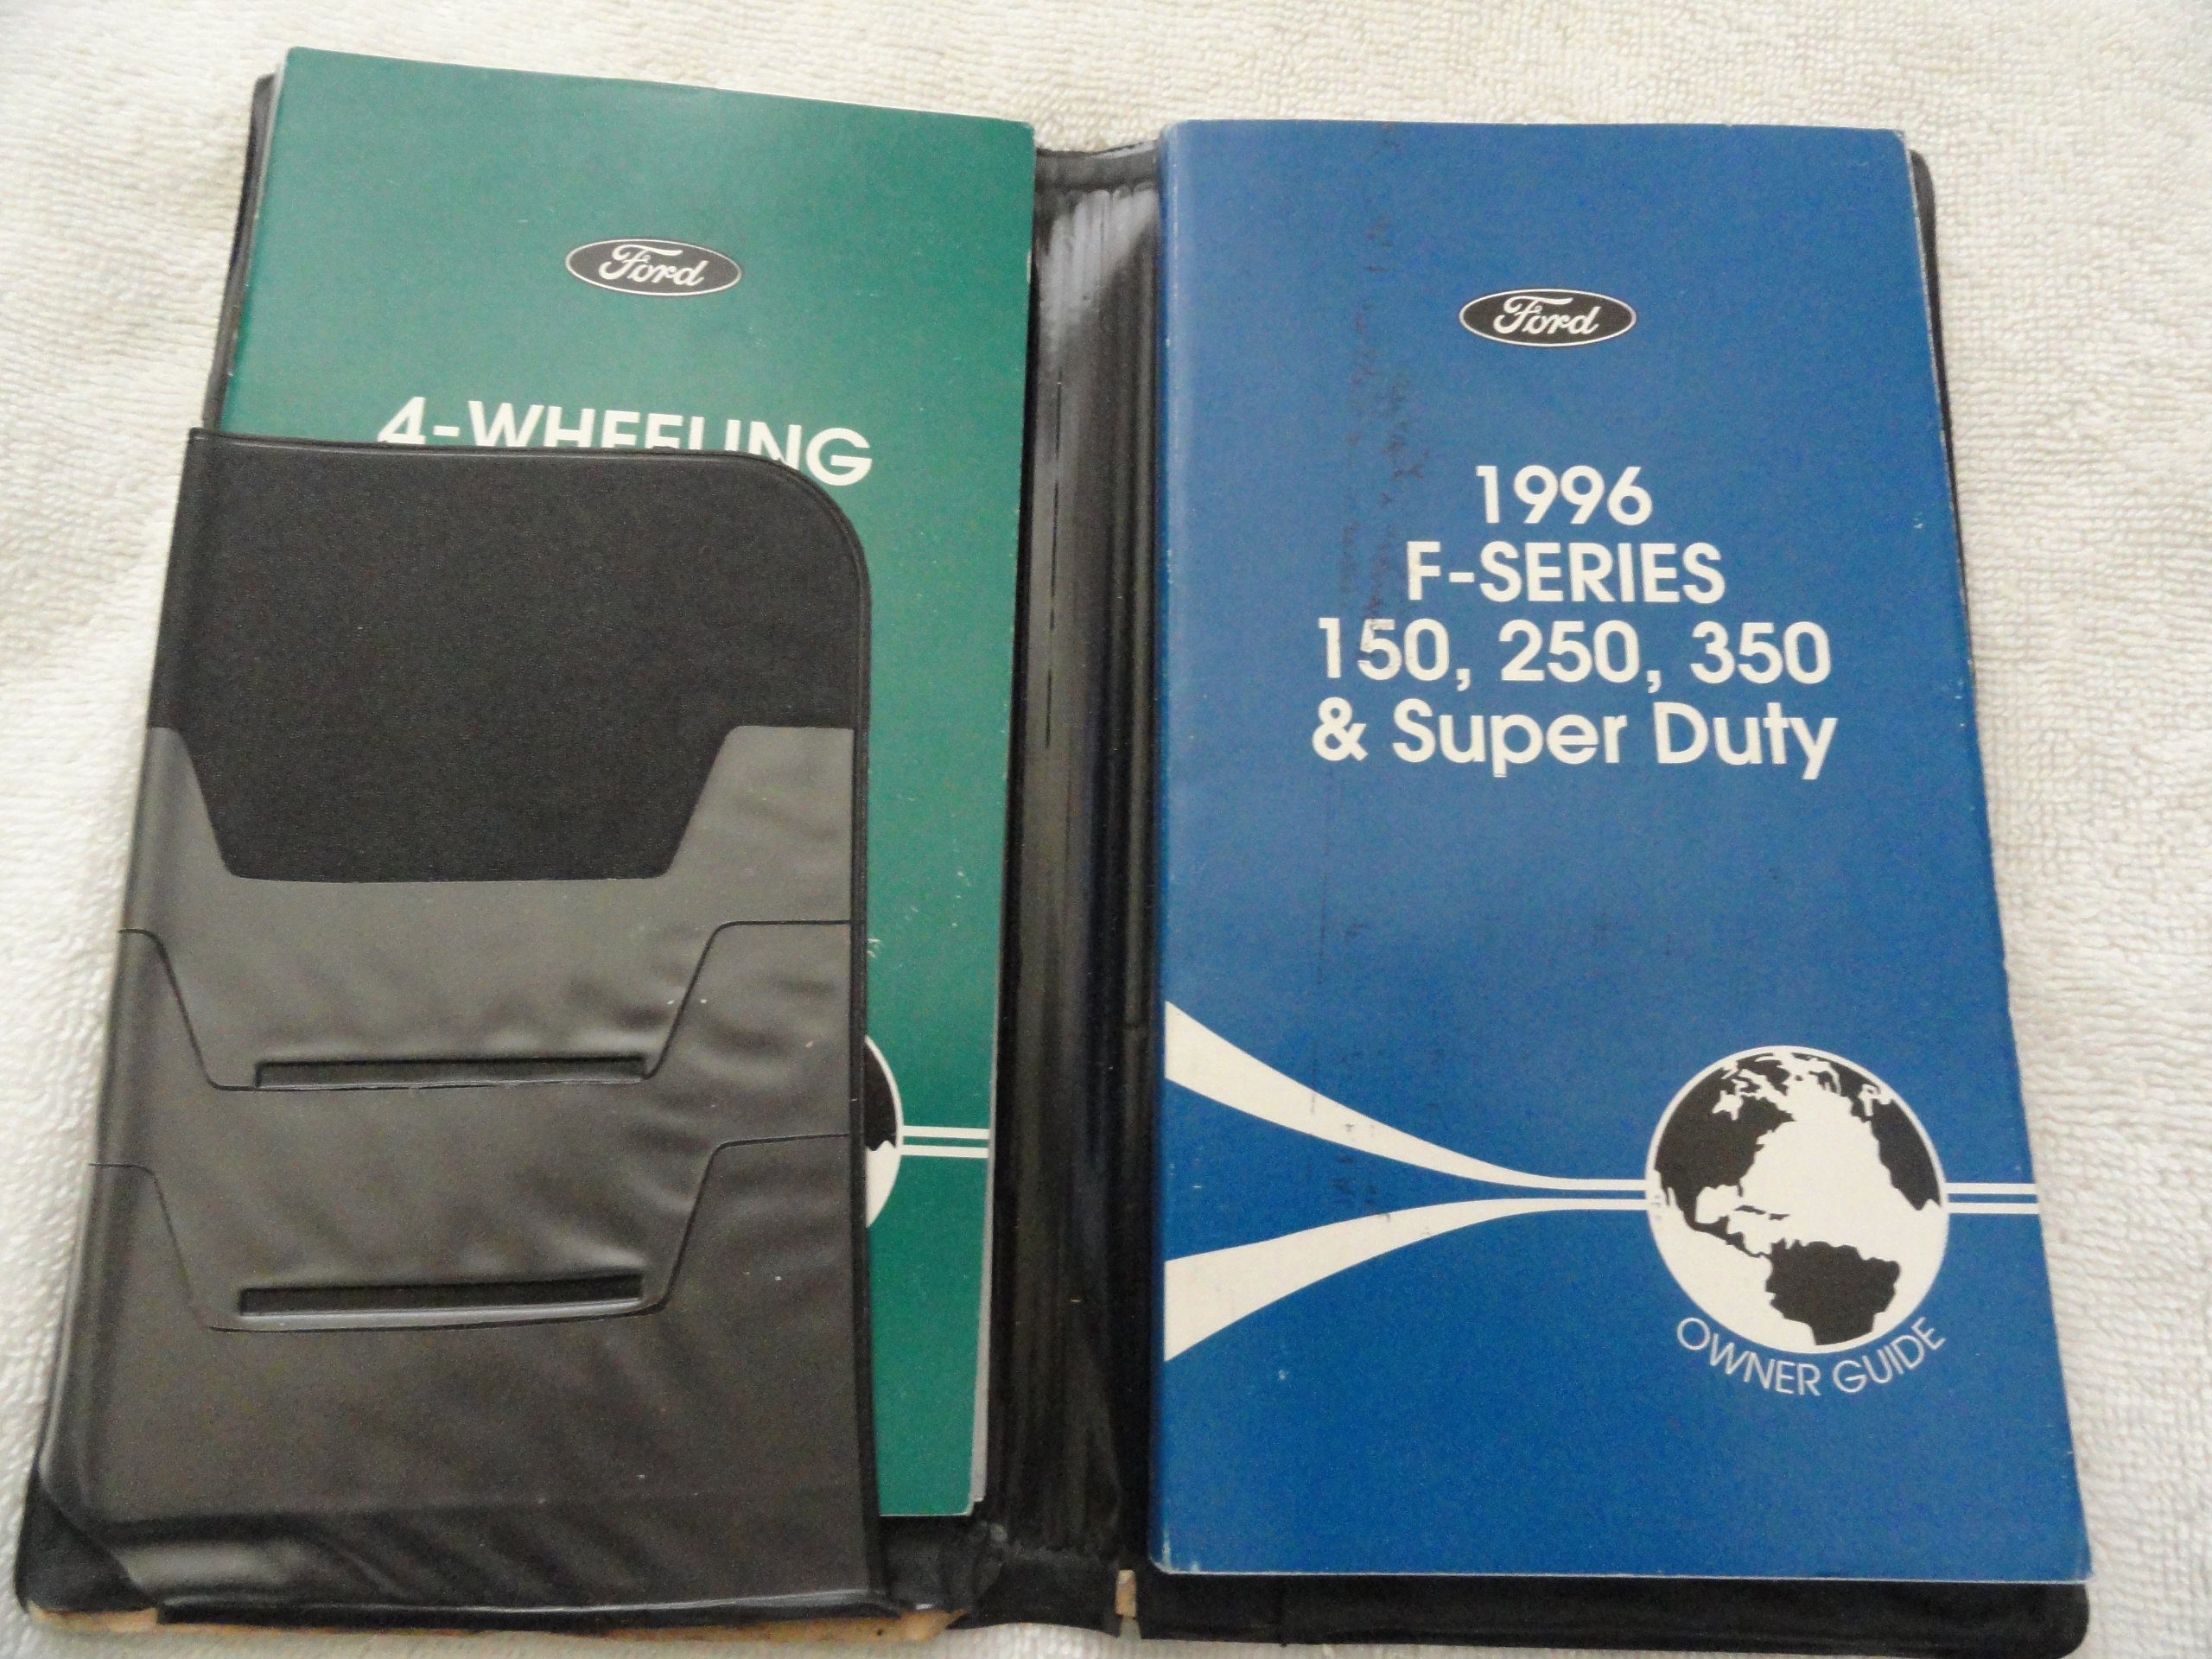 Ford
4-WHEELING
Ford
1996
F-SERIES
150, 250, 350
& Super Duty
OWNER GUIDE